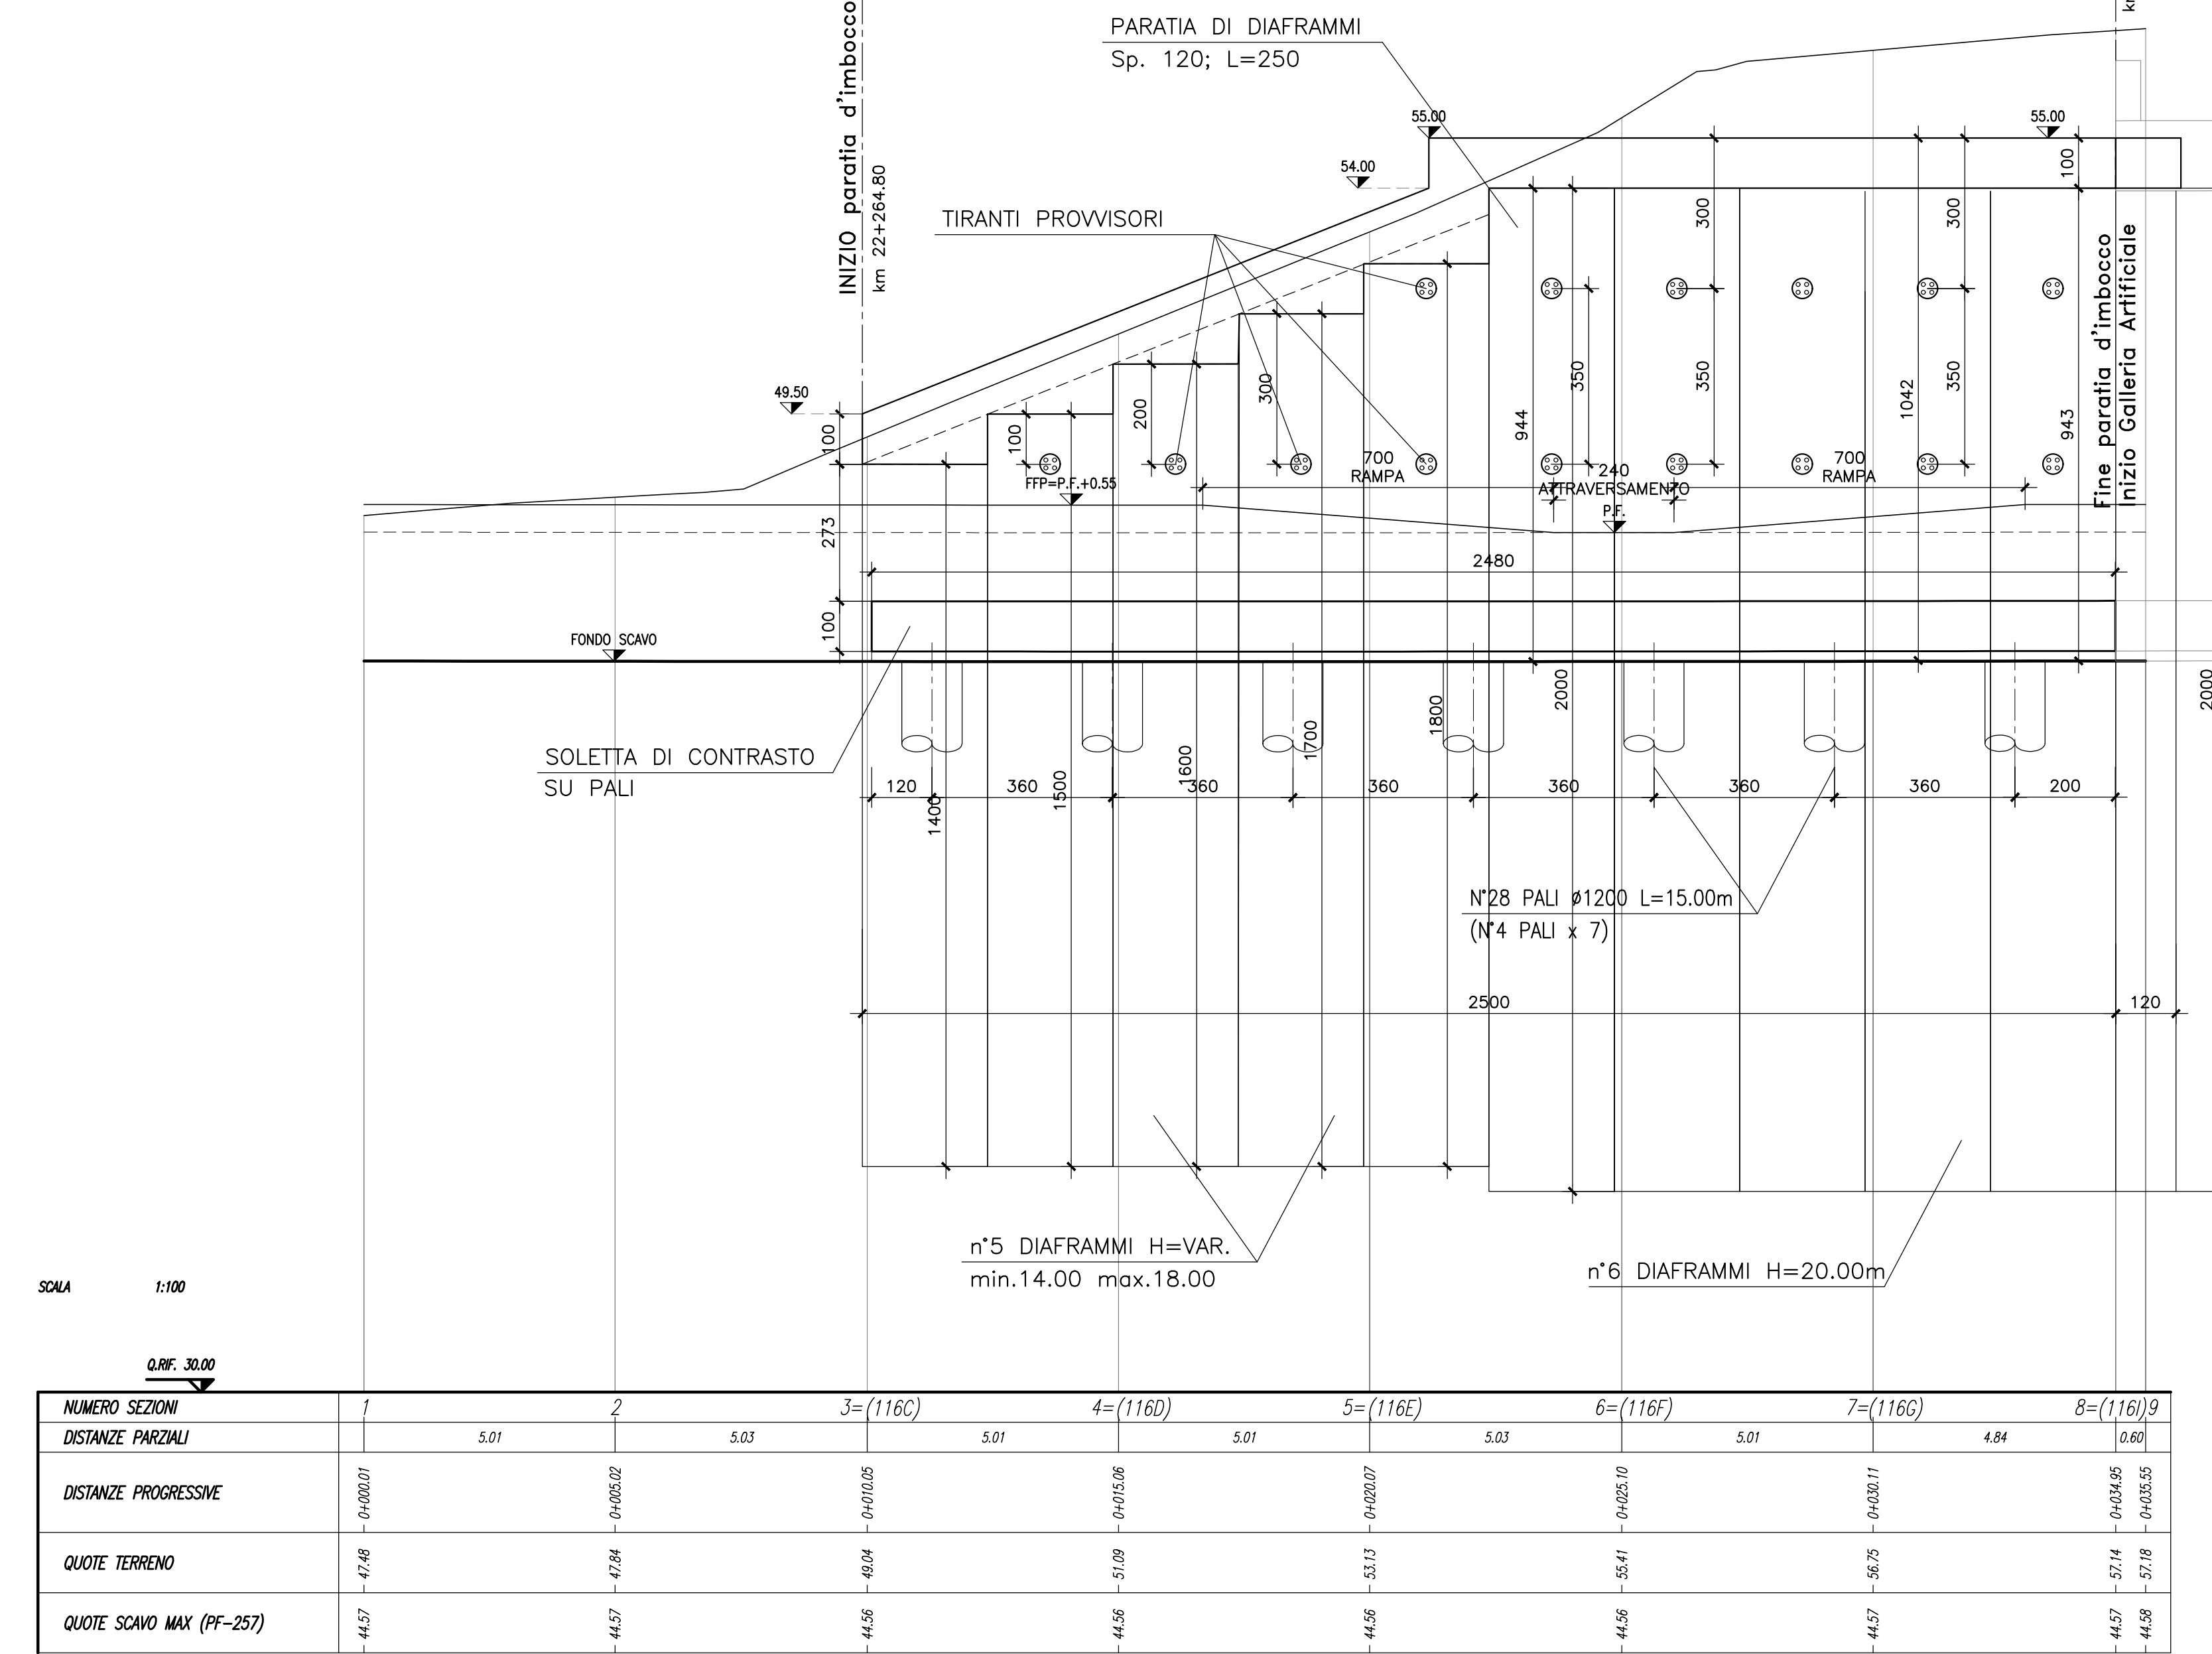 PARATIA DI DIAFRAMMI
Sp. 120; L=250
INIZIO paratia d'imbocco
km 22+264.80
TIRANTI PROVVISORI
55.00
55.00
54.00
49.50
100
300
300
350
350
350
944
1042
943
Fine paratia d'imbocco
Inizio Galleria Artificiale
100
100
200
300
273
100
FFP=P.F.+0.55
700
RAMPA
240
ATTRAVERSAMENTO
P.F.
700
RAMPA
2480
FONDO SCAVO
SOLETTA DI CONTRASTO
SU PALI
120
360
360
360
360
360
360
200
1400
1500
1600
1700
1800
2000
2000
N°28 PALI ø1200 L=15.00m
(N°4 PALI x 7)
2500
120
n°5 DIAFRAMMI H=VAR.
min.14.00 max.18.00
n°6 DIAFRAMMI H=20.00m
SCALA 1:100
Q.RIF. 30.00
NUMERO SEZIONI 1 2 3=(116C) 4=(116D) 5=(116E) 6=(116F) 7=(116G) 8=(116I) 9
DISTANZE PARZIALI 5.01 5.03 5.01 5.01 5.03 5.01 4.84 0.60
DISTANZE PROGRESSIVE 0+000.01 0+005.02 0+010.05 0+015.06 0+020.07 0+025.10 0+030.11 0+034.95 0+035.55
QUOTE TERRENO 47.48 47.84 49.04 51.09 53.13 55.41 56.75 57.14 57.18
QUOTE SCAVO MAX (PF-257) 44.57 44.57 44.56 44.56 44.56 44.56 44.57 44.57 44.58